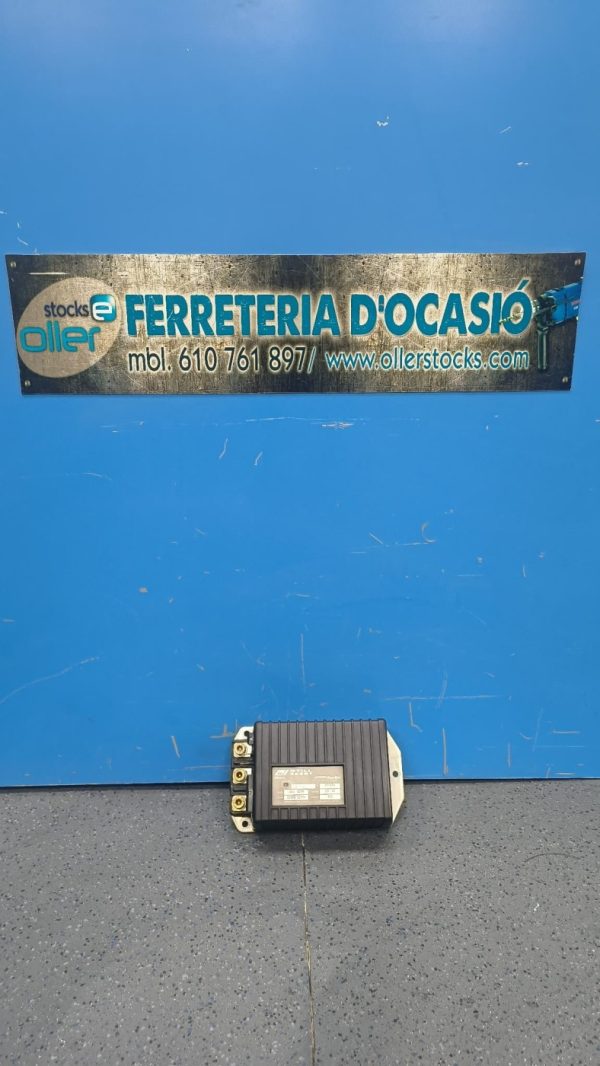 stocks e
oller
FERRETERIA D'OCASIÓ
mbl. 610 761 897/ www.ollerstocks.com